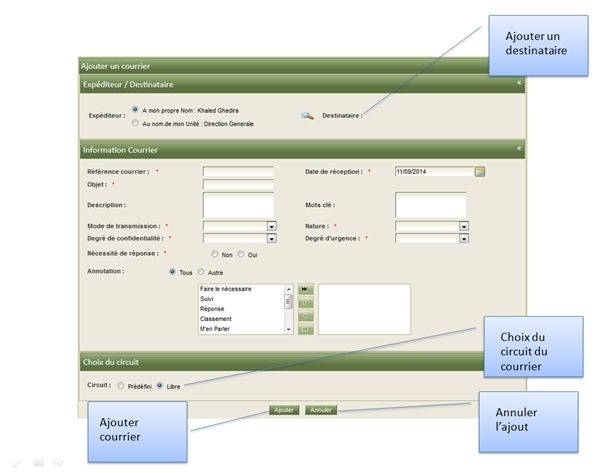 Ajouter un
destinataire
Ajouter un courrier
Expéditeur / Destinataire
Expéditeur :
A mon propre Nom : Khaled Ghedira
Au nom de mon Unité : Direction Generale
Destinataire :
Information Courrier
Référence courrier : *
Date de réception : * 11/09/2014
Objet : *
Description :
Mots clé :
Mode de transmission : *
Nature : *
Degré de confidentialité : *
Degré d'urgence : *
Nécessité de réponse : * Non Oui
Annotation : Tous Autre
Faire le nécessaire
Suivi
Réponse
Classement
M'en Parler
Choix du circuit
Circuit : Prédéfini Libre
Ajouter Annuler
Choix du
circuit du
courrier
Ajouter
courrier
Annuler
l'ajout